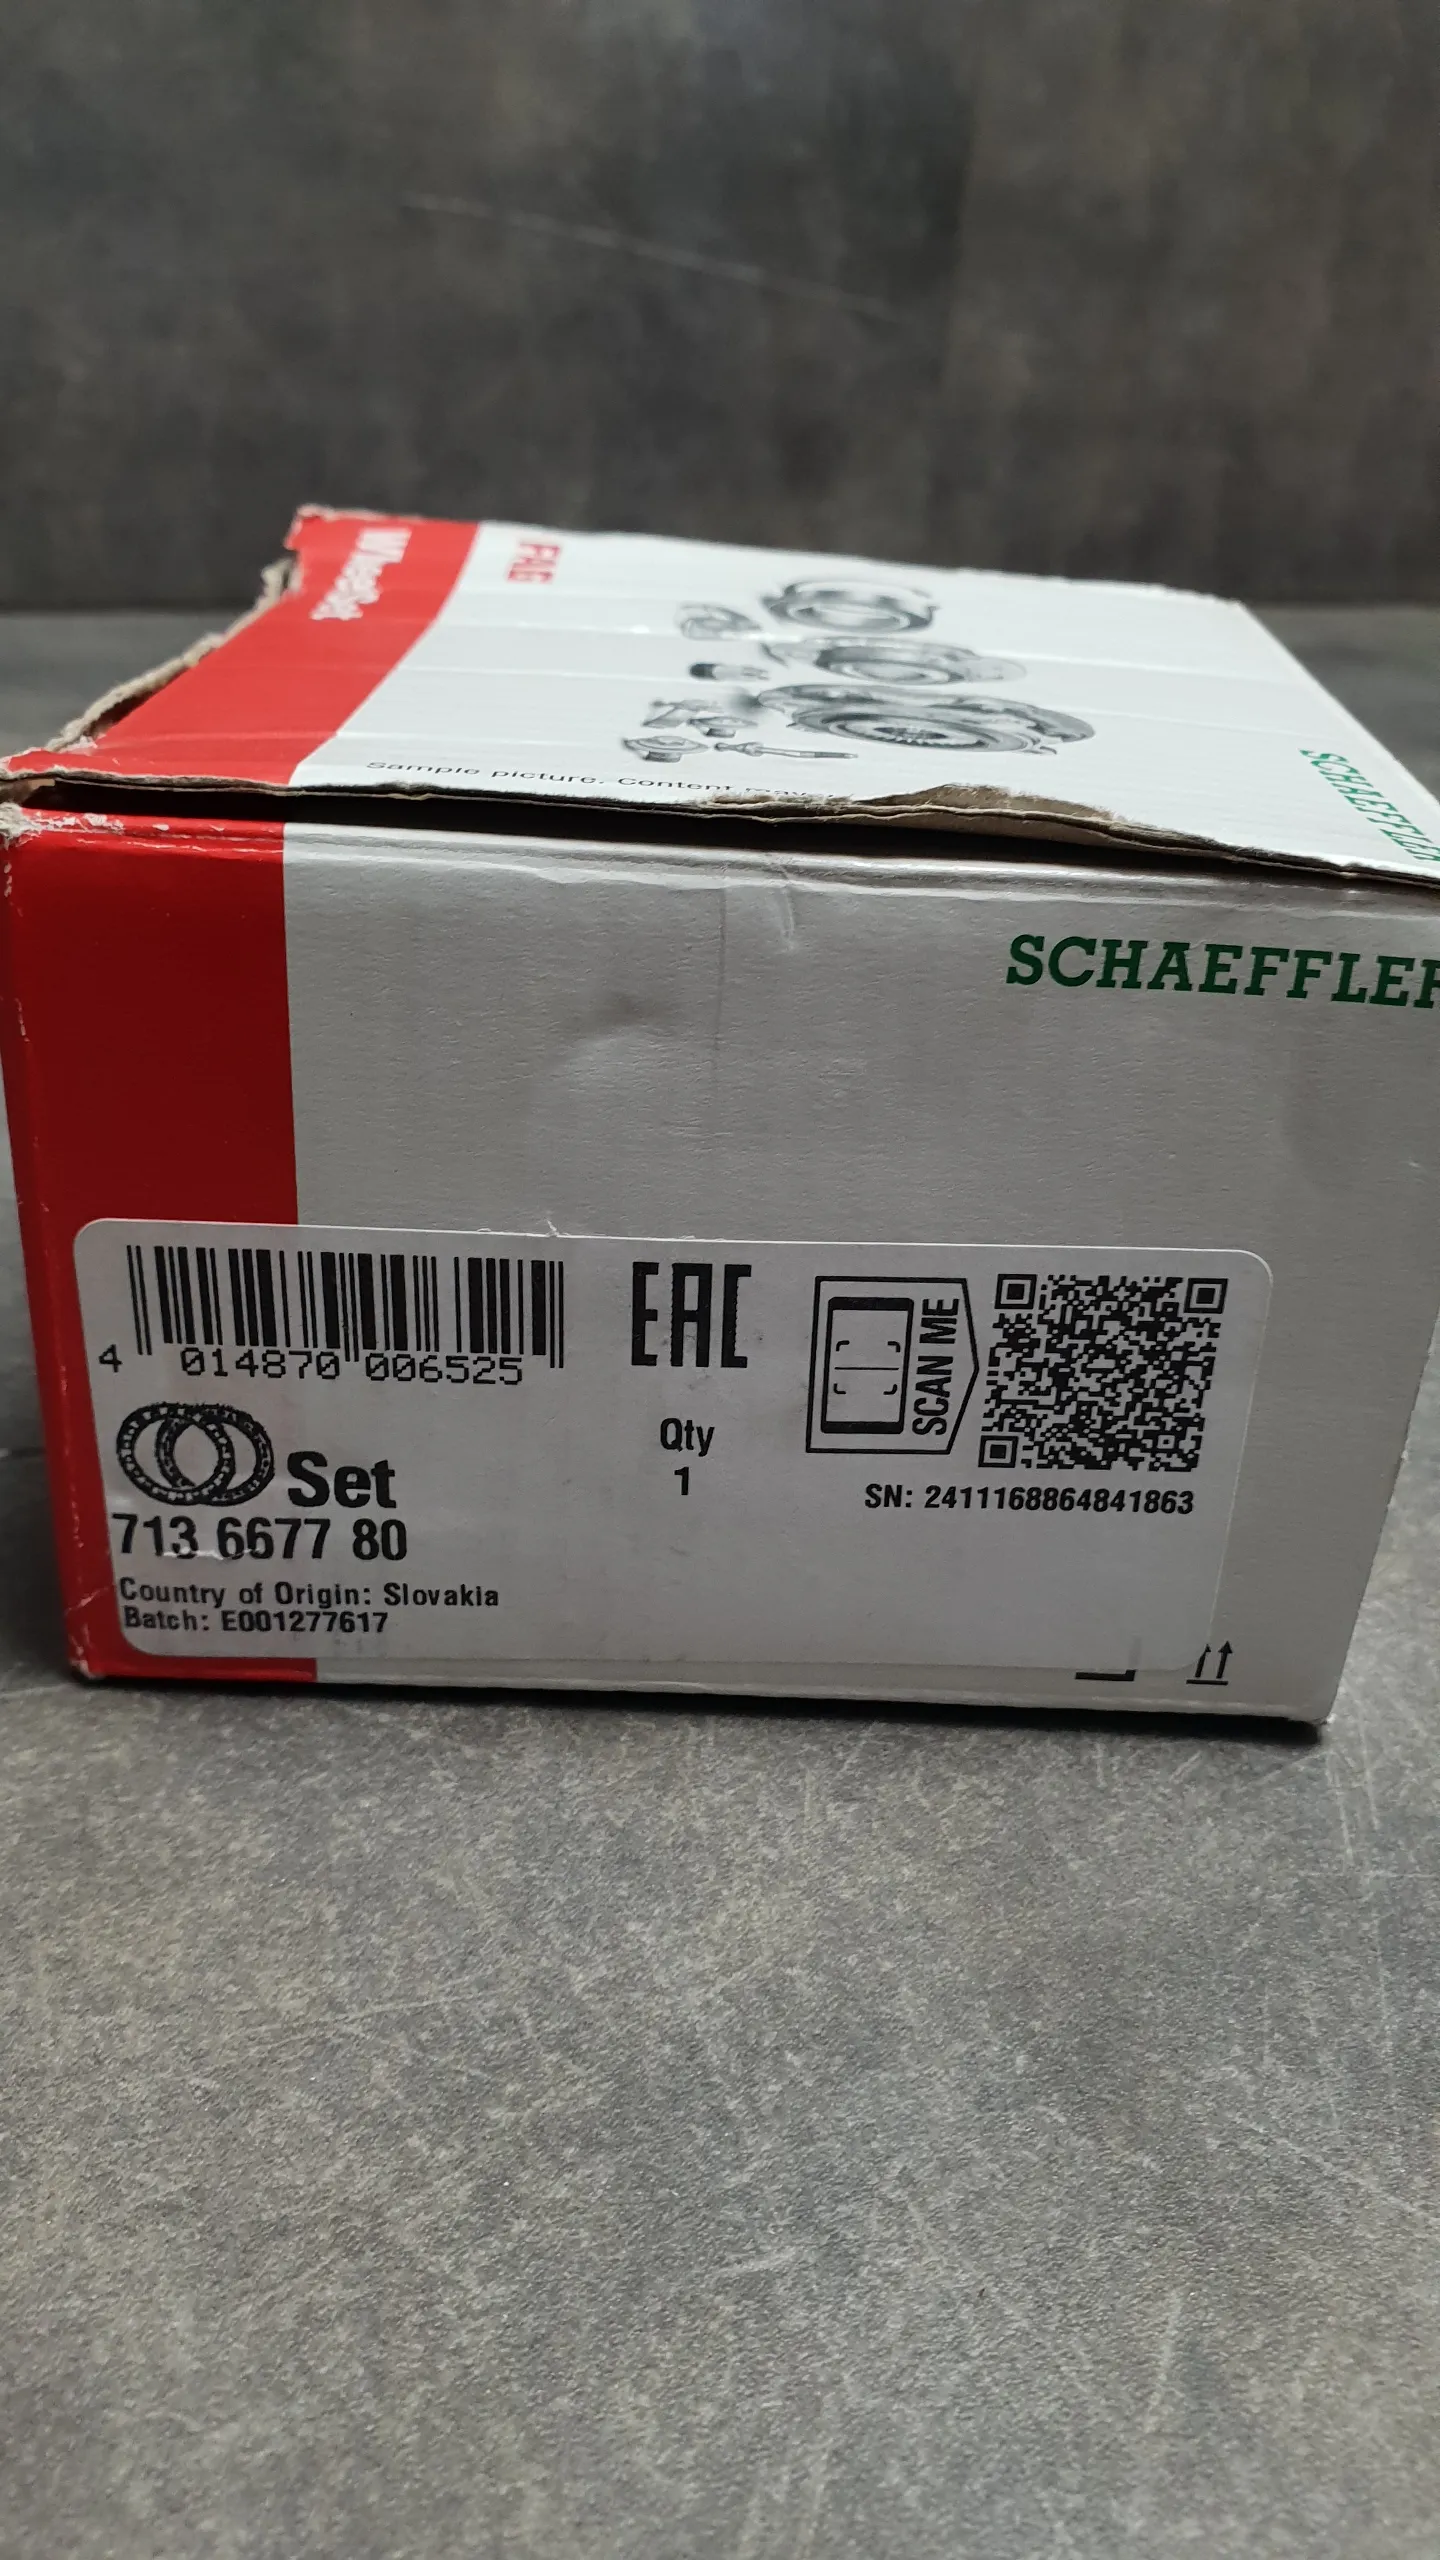 WheelSet
FAG
Sample picture. Content may v
SCHAEFFLER
SCHAEFFLER
4 014870 006525
EAC
SCAN ME
Set
Qty
1
SN: 2411168864841863
713 6677 80
Country of Origin: Slovakia
Batch: E001277617